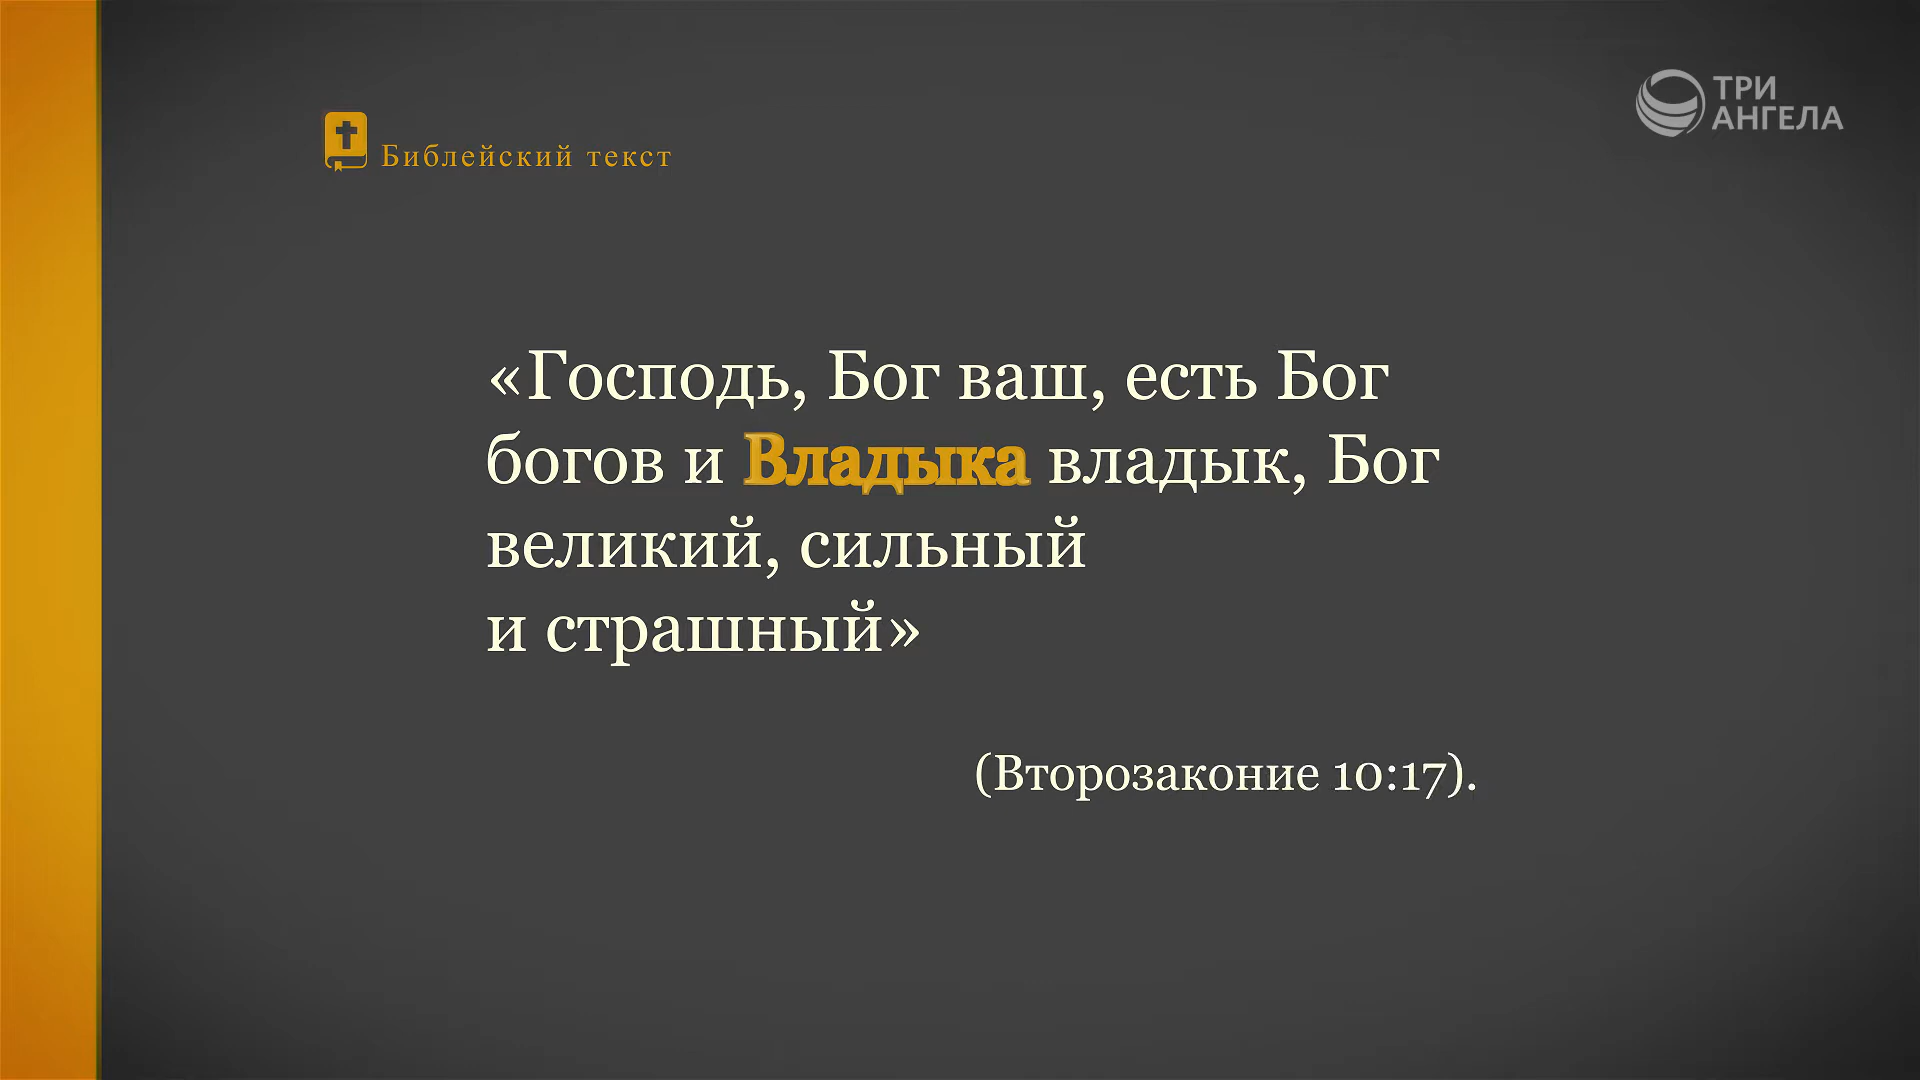 ТРИ
АНГЕЛА
Библейский текст
«Господь, Бог ваш, есть Бог
богов и Владыка владык, Бог
великий, сильный
и страшный»
(Второзаконие 10:17).